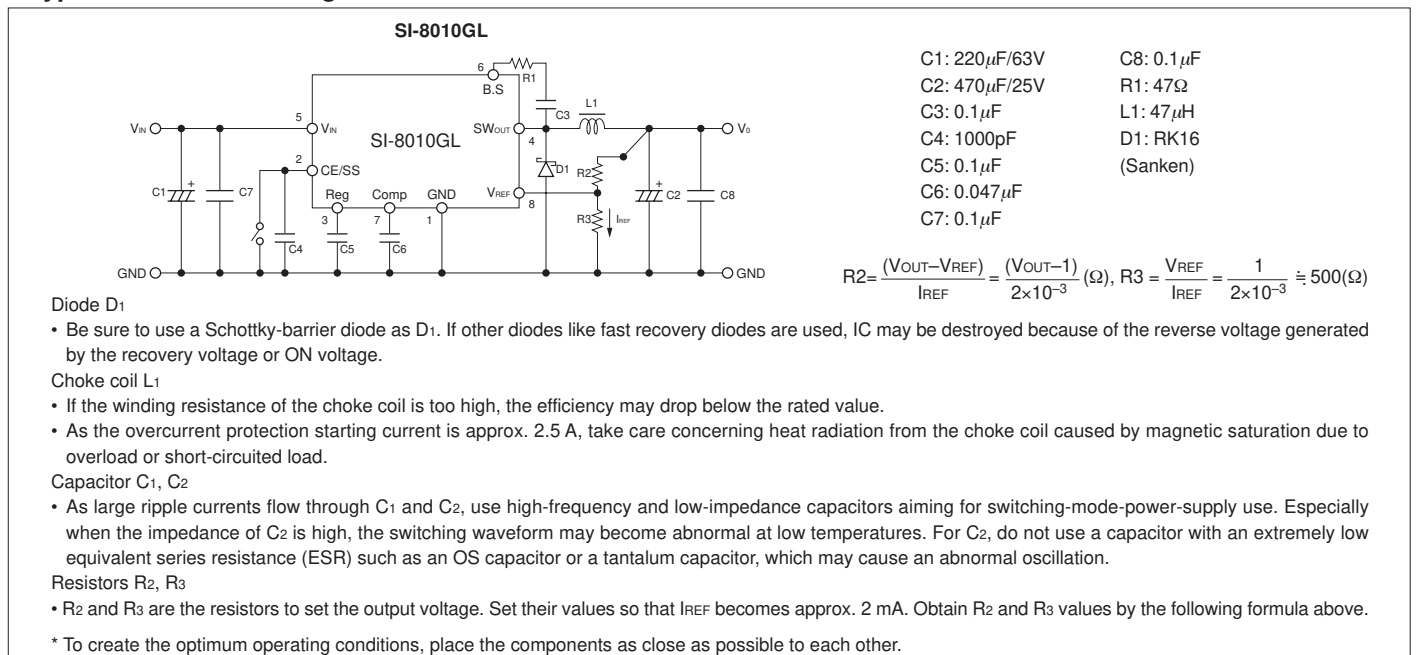 SI-8010GL
6
B.S
R1
C3
L1
5
VIN
VIN
SI-8010GL
SWOUT
4
V0
2
CE/SS
D1
R2
C1
+
C7
Reg
Comp
GND
VREF
8
+
C2
C8
3
7
1
R3
IREF
C4
C5
C6
GND
GND
C1: 220µF/63V
C2: 470µF/25V
C3: 0.1µF
C4: 1000pF
C5: 0.1µF
C6: 0.047µF
C7: 0.1µF
C8: 0.1µF
R1: 47Ω
L1: 47µH
D1: RK16
(Sanken)
R2= (VOUT–VREF) / IREF = (VOUT–1) / 2×10–3 (Ω), R3 = VREF / IREF = 1 / 2×10–3 ≒ 500(Ω)
Diode D1
• Be sure to use a Schottky-barrier diode as D1. If other diodes like fast recovery diodes are used, IC may be destroyed because of the reverse voltage generated
by the recovery voltage or ON voltage.
Choke coil L1
• If the winding resistance of the choke coil is too high, the efficiency may drop below the rated value.
• As the overcurrent protection starting current is approx. 2.5 A, take care concerning heat radiation from the choke coil caused by magnetic saturation due to
overload or short-circuited load.
Capacitor C1, C2
• As large ripple currents flow through C1 and C2, use high-frequency and low-impedance capacitors aiming for switching-mode-power-supply use. Especially
when the impedance of C2 is high, the switching waveform may become abnormal at low temperatures. For C2, do not use a capacitor with an extremely low
equivalent series resistance (ESR) such as an OS capacitor or a tantalum capacitor, which may cause an abnormal oscillation.
Resistors R2, R3
• R2 and R3 are the resistors to set the output voltage. Set their values so that IREF becomes approx. 2 mA. Obtain R2 and R3 values by the following formula above.
* To create the optimum operating conditions, place the components as close as possible to each other.